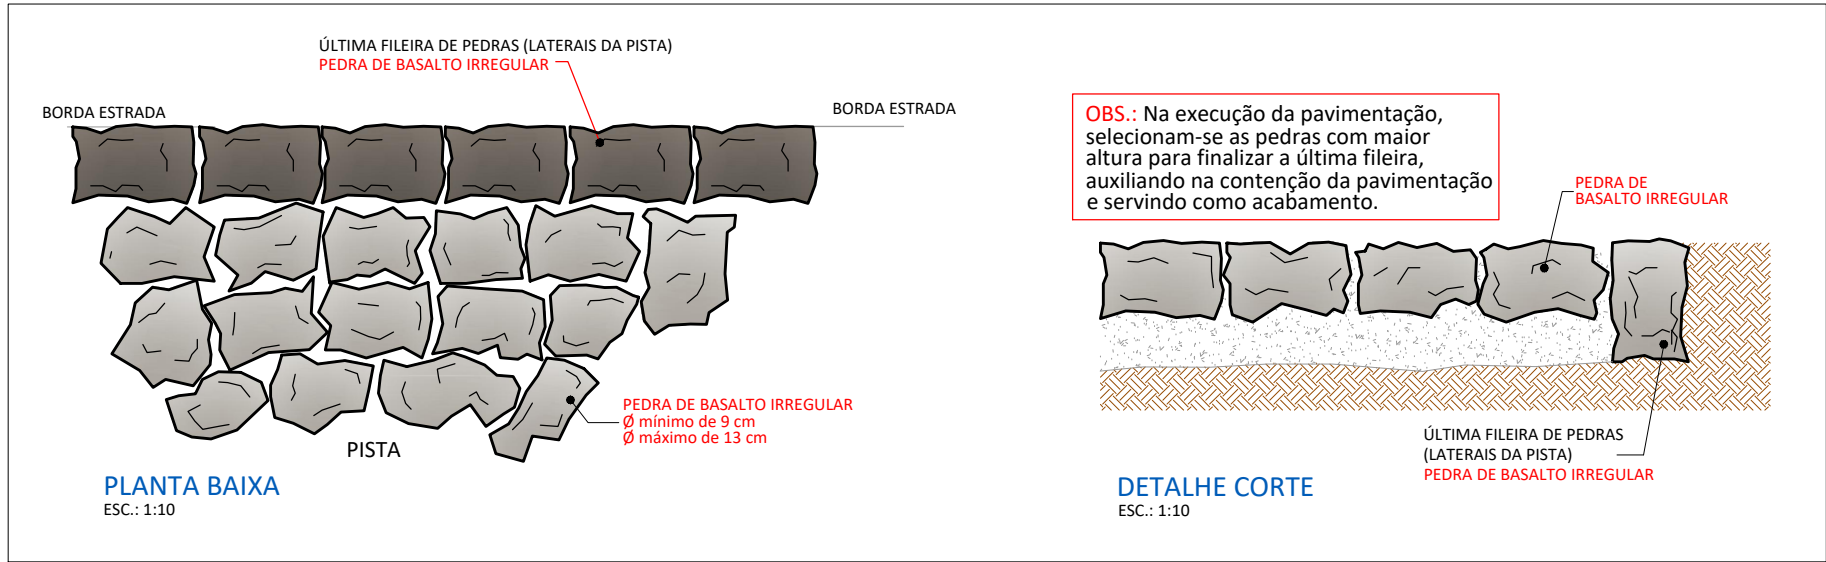 ÚLTIMA FILEIRA DE PEDRAS (LATERAIS DA PISTA)
PEDRA DE BASALTO IRREGULAR
BORDA ESTRADA
BORDA ESTRADA
PEDRA DE BASALTO IRREGULAR
Ø mínimo de 9 cm
Ø máximo de 13 cm
PISTA
PLANTA BAIXA
ESC.: 1:10
OBS.: Na execução da pavimentação,
selecionam-se as pedras com maior
altura para finalizar a última fileira,
auxiliando na contenção da pavimentação
e servindo como acabamento.
PEDRA DE
BASALTO IRREGULAR
ÚLTIMA FILEIRA DE PEDRAS
(LATERAIS DA PISTA)
PEDRA DE BASALTO IRREGULAR
DETALHE CORTE
ESC.: 1:10